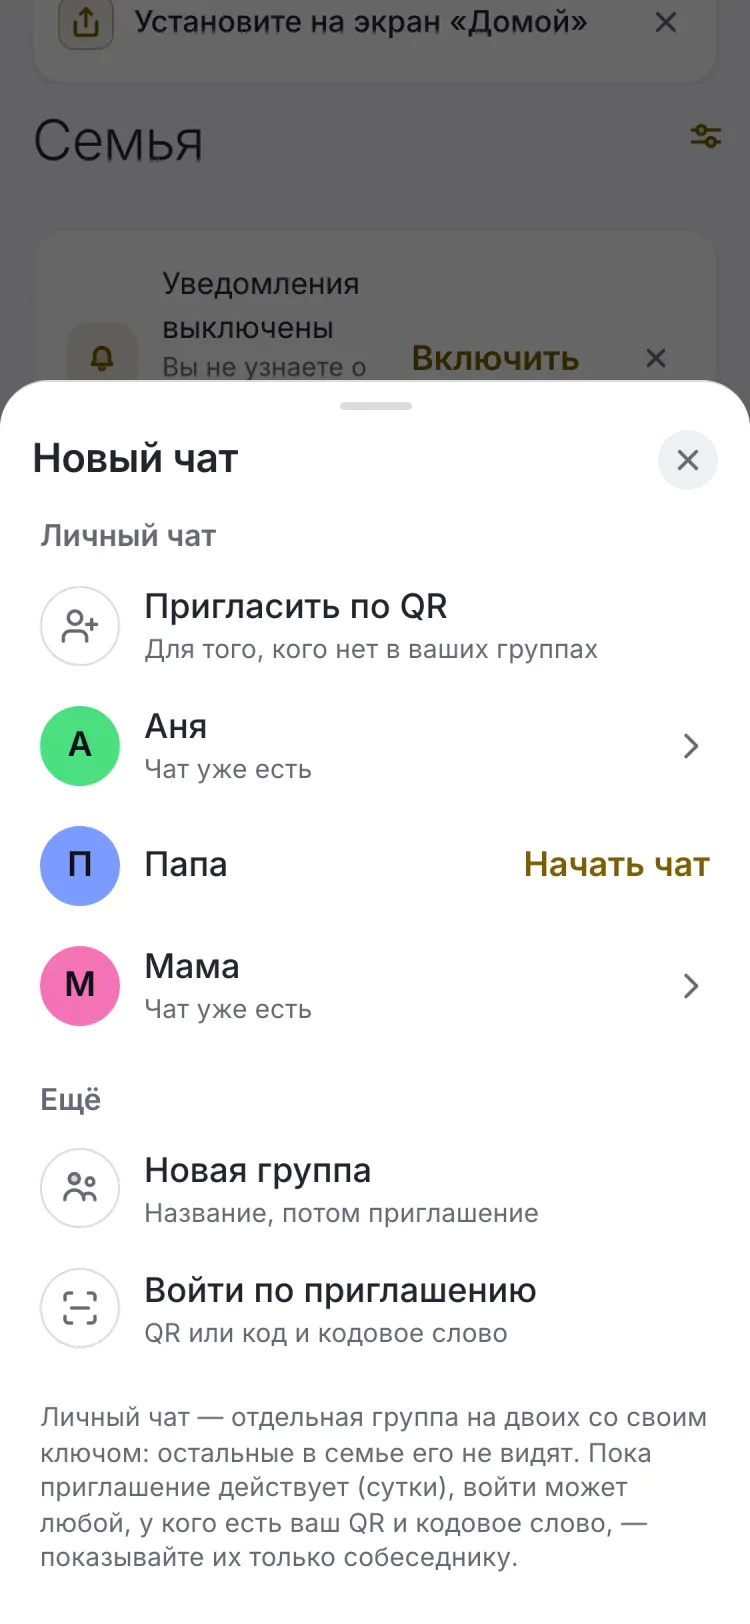 Установите на экран «Домой»
Семья
Уведомления
выключены
Вы не узнаете о
Включить
Новый чат
Личный чат
Пригласить по QR
Для того, кого нет в ваших группах
А
Аня
Чат уже есть
П
Папа
Начать чат
М
Мама
Чат уже есть
Ещё
Новая группа
Название, потом приглашение
Войти по приглашению
QR или код и кодовое слово
Личный чат — отдельная группа на двоих со своим
ключом: остальные в семье его не видят. Пока
приглашение действует (сутки), войти может
любой, у кого есть ваш QR и кодовое слово, —
показывайте их только собеседнику.